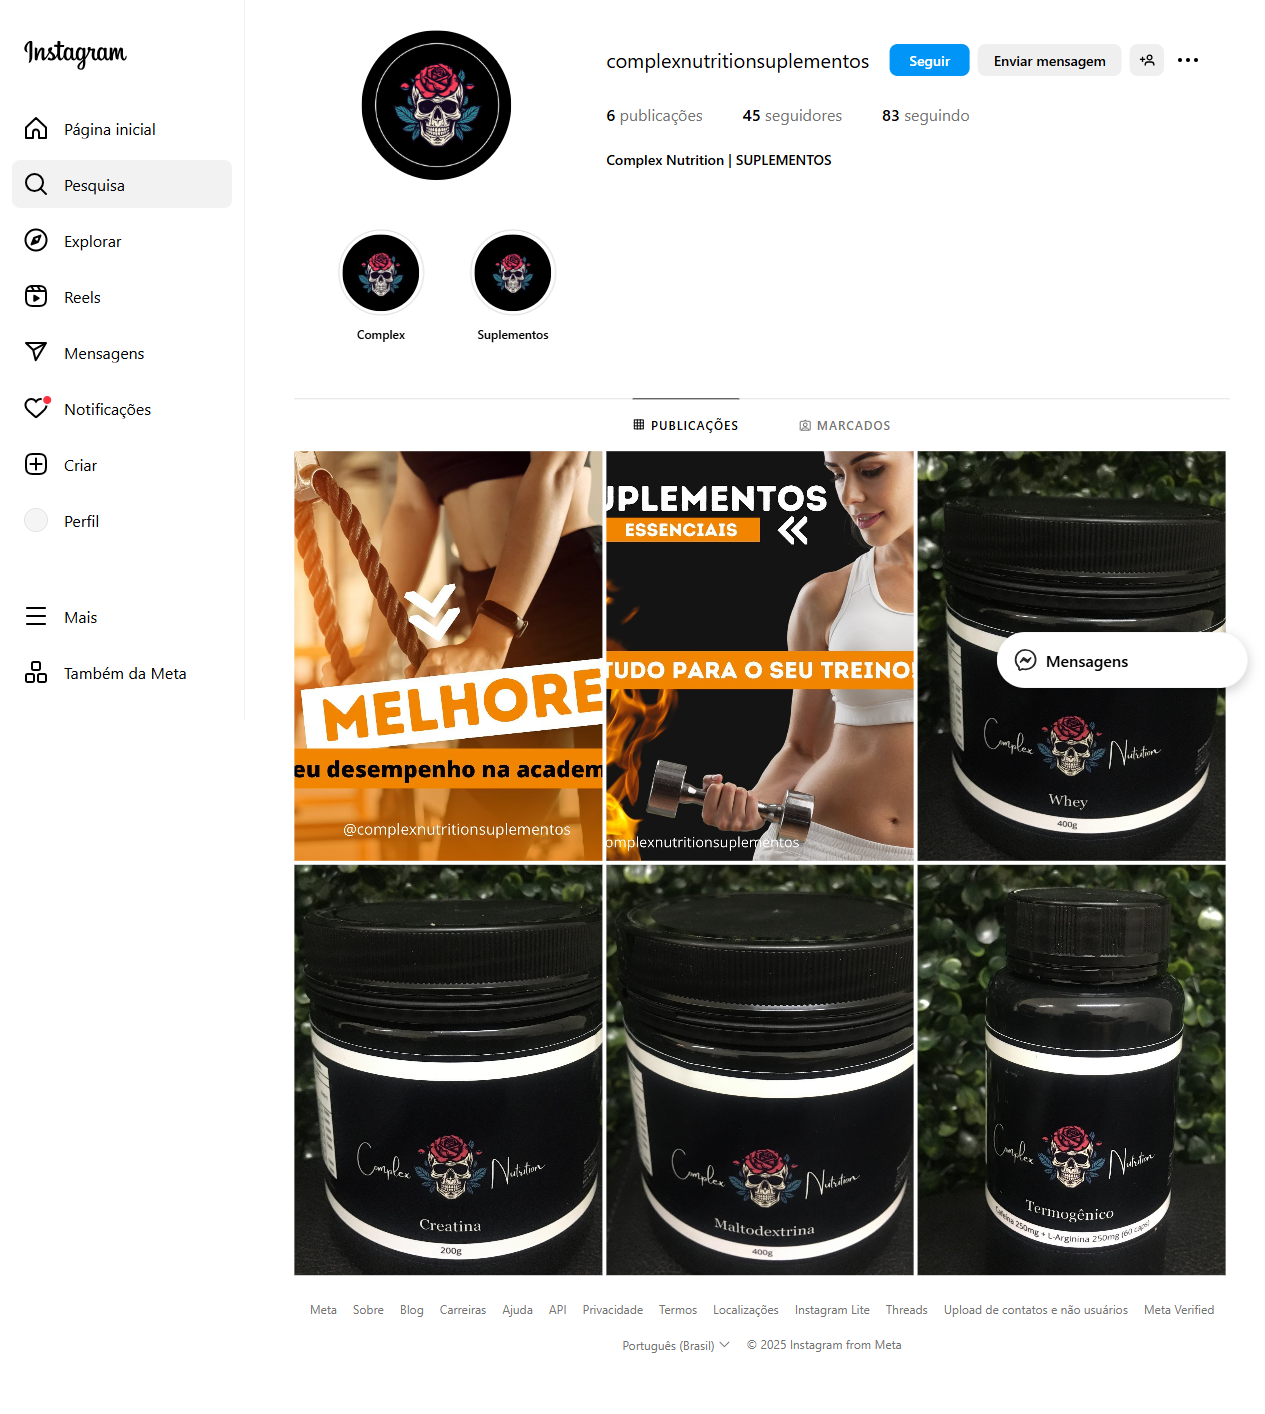 Instagram
Página inicial
Pesquisa
Explorar
Reels
Mensagens
Notificações
Criar
Perfil
Mais
Também da Meta
complexnutritionsuplementos
Seguir
Enviar mensagem
6 publicações
45 seguidores
83 seguindo
Complex Nutrition | SUPLEMENTOS
Complex
Suplementos
PUBLICAÇÕES
MARCADOS
MELHORE
eu desempenho na academ
@complexnutritionsuplementos
UPLEMENTOS
ESSENCIAIS
TUDO PARA O SEU TREINO!
omplexnutritionsuplementos
Complex Nutrition
Whey
400g
Mensagens
Complex Nutrition
Creatina
200g
Complex Nutrition
Maltodextrina
400g
Complex Nutrition
Termogênico
Cafeína 250mg + L-Arginina 250mg (60 caps)
Meta
Sobre
Blog
Carreiras
Ajuda
API
Privacidade
Termos
Localizações
Instagram Lite
Threads
Upload de contatos e não usuários
Meta Verified
Português (Brasil)
© 2025 Instagram from Meta